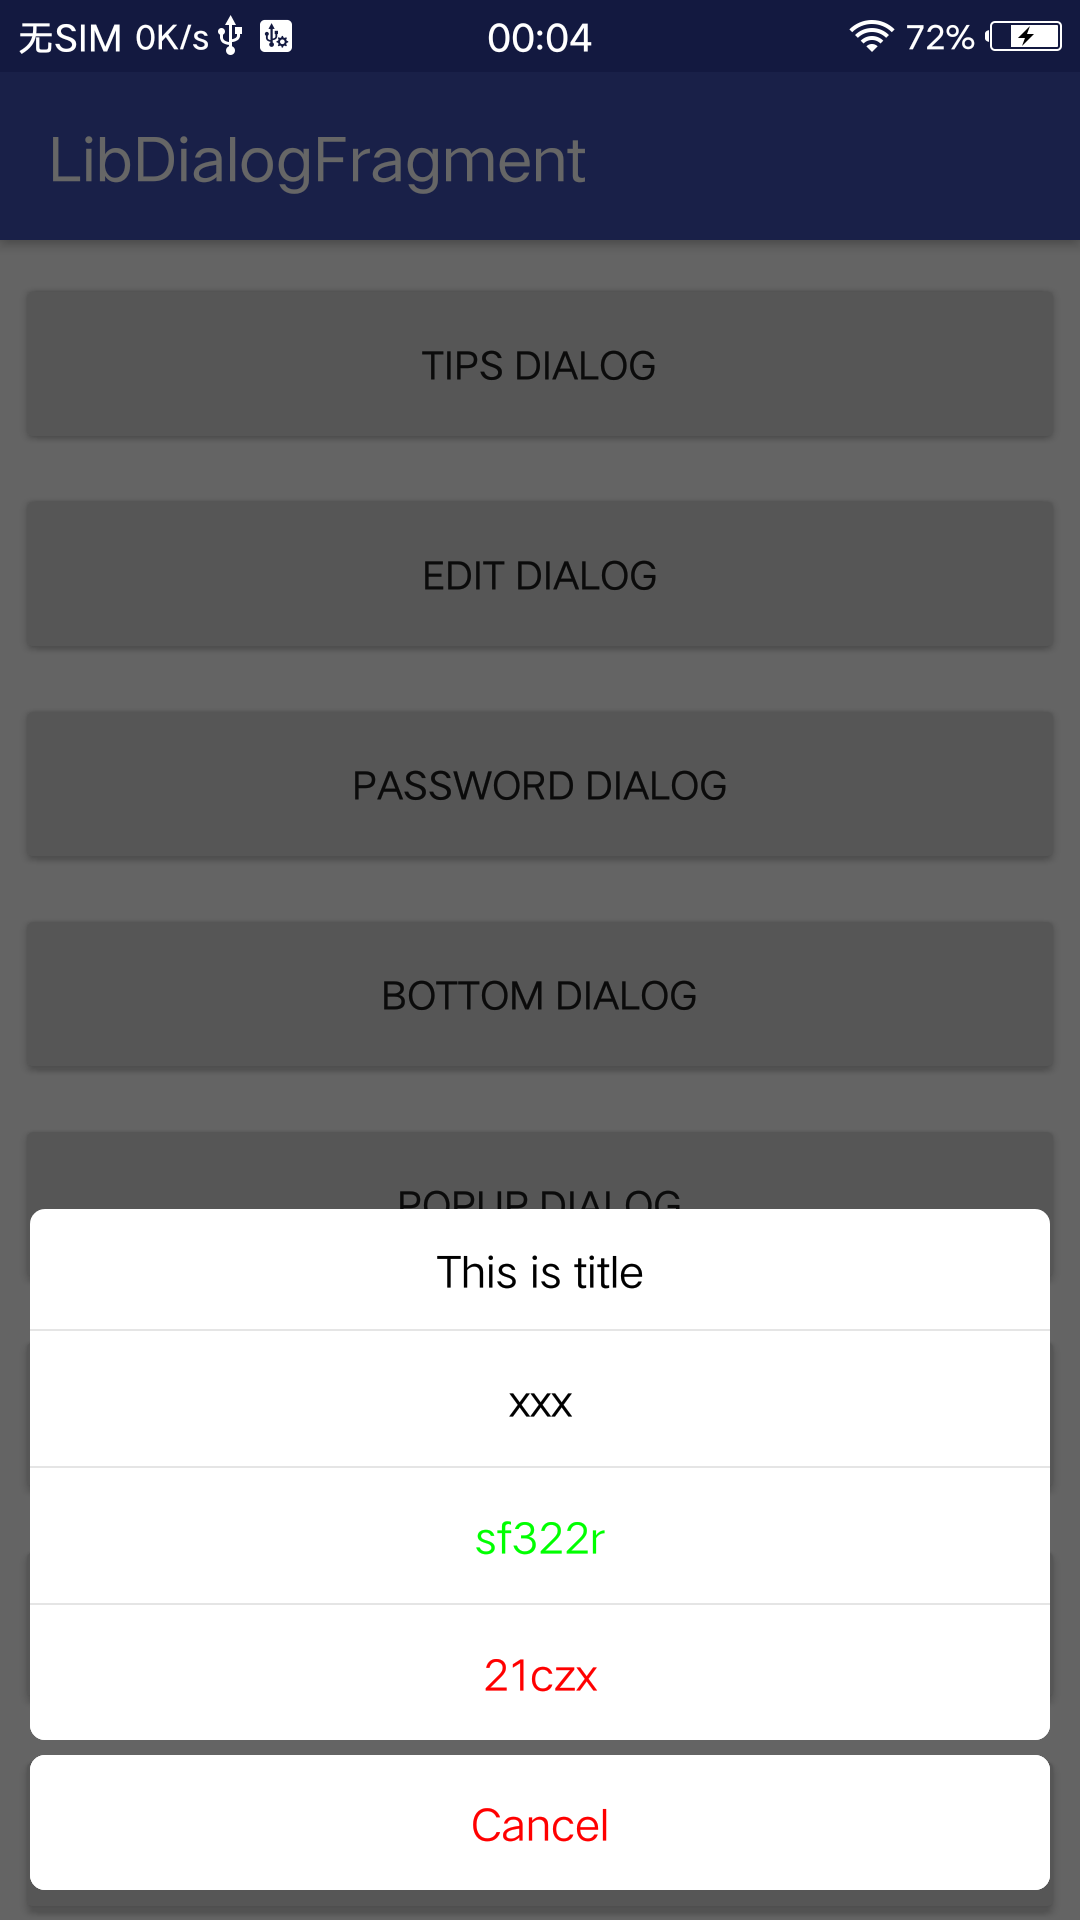 无SIM 0K/s 00:04 72%
LibDialogFragment
TIPS DIALOG
EDIT DIALOG
PASSWORD DIALOG
BOTTOM DIALOG
POPUP DIALOG
This is title
xxx
sf322r
21czx
Cancel